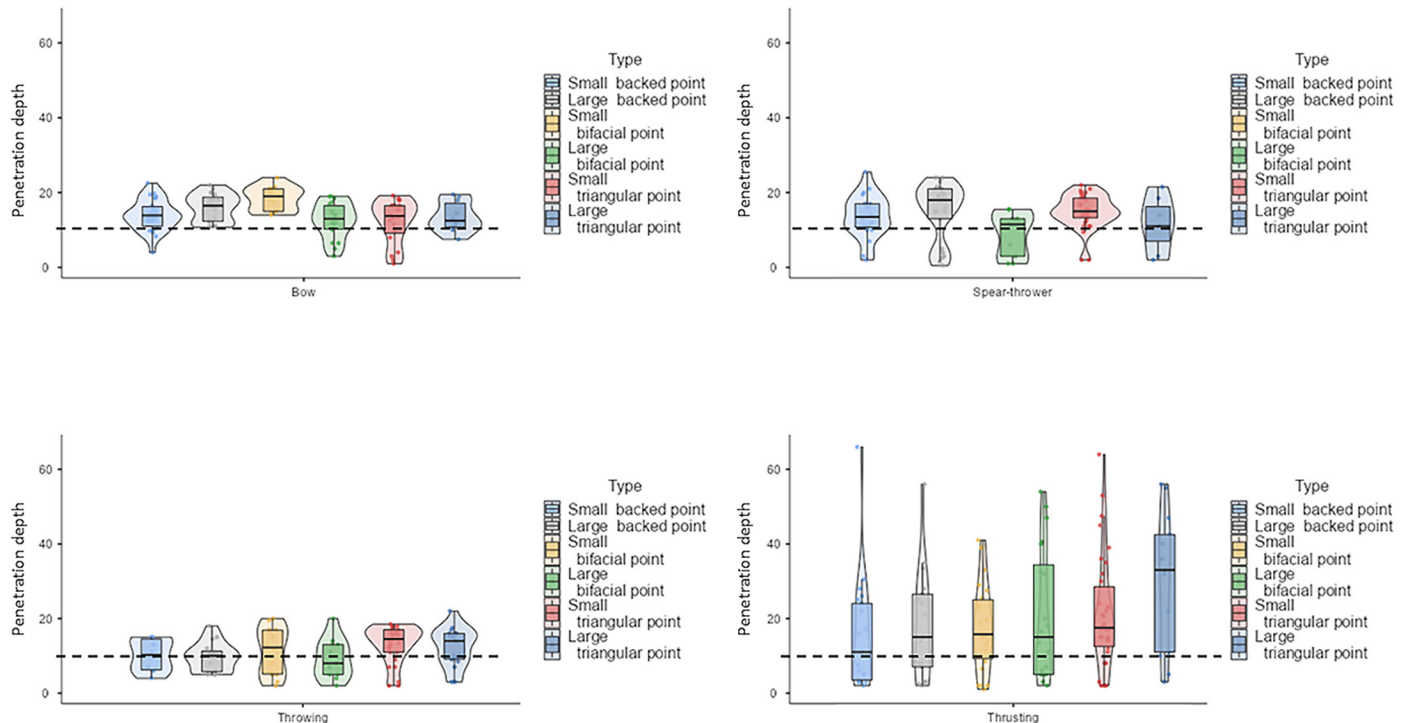 60
40
20
0
Penetration depth
Bow
Type
Small backed point
Large backed point
Small
bifacial point
Large
bifacial point
Small
triangular point
Large
triangular point
60
40
20
0
Penetration depth
Spear-thrower
Type
Small backed point
Large backed point
Small
bifacial point
Large
bifacial point
Small
triangular point
Large
triangular point
60
40
20
0
Penetration depth
Throwing
Type
Small backed point
Large backed point
Small
bifacial point
Large
bifacial point
Small
triangular point
Large
triangular point
60
40
20
0
Penetration depth
Thrusting
Type
Small backed point
Large backed point
Small
bifacial point
Large
bifacial point
Small
triangular point
Large
triangular point